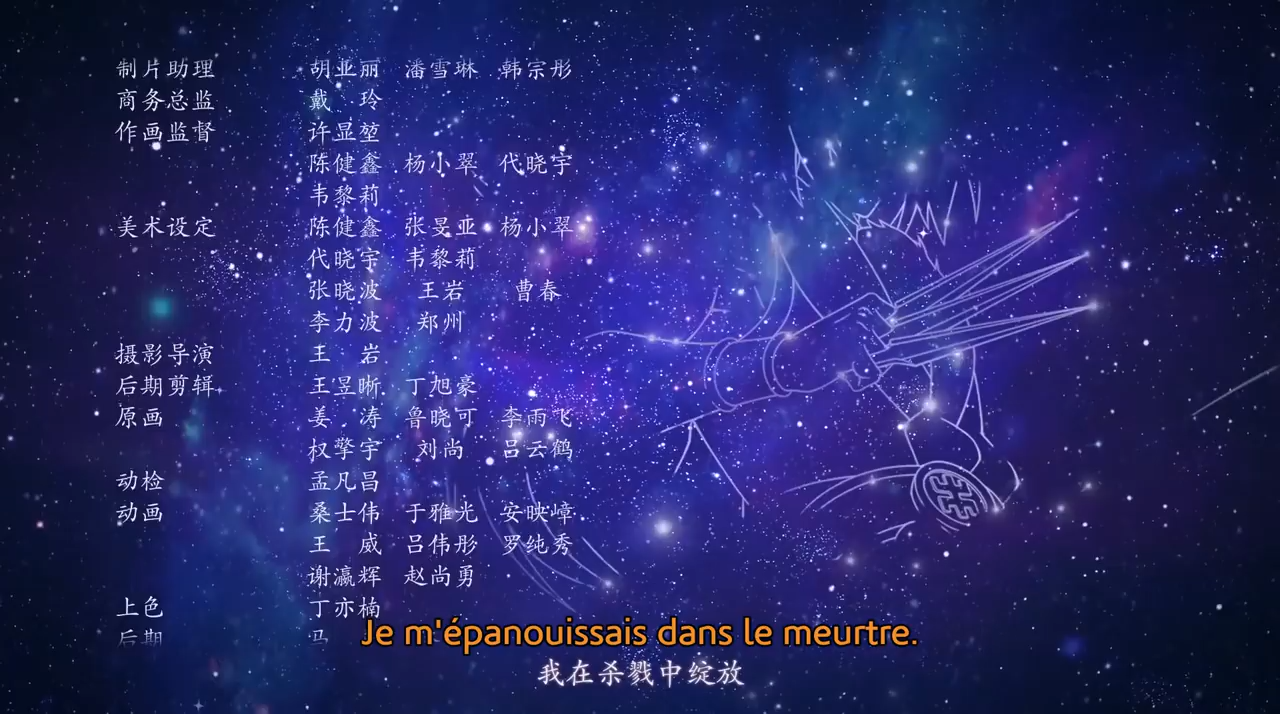 制片助理 胡亚丽 潘雪琳 韩宗彤
商务总监 戴 玲
作画监督 许显堃
陈健鑫 杨小翠 代晓宇
韦黎莉
美术设定 陈健鑫 张旻亚 杨小翠
代晓宇 韦黎莉
张晓波 王岩 曹春
李力波 郑州
摄影导演 王 岩
后期剪辑 王昱晰 丁旭豪
原画 姜 涛 鲁晓可 李雨飞
权擎宇 刘尚 吕云鹤
动检 孟凡昌
动画 桑士伟 于雅光 安映嶂
王 威 吕伟彤 罗纯秀
谢瀛辉 赵尚勇
上色 丁亦楠
后期 马
Je m'épanouissais dans le meurtre.
我在杀戮中绽放